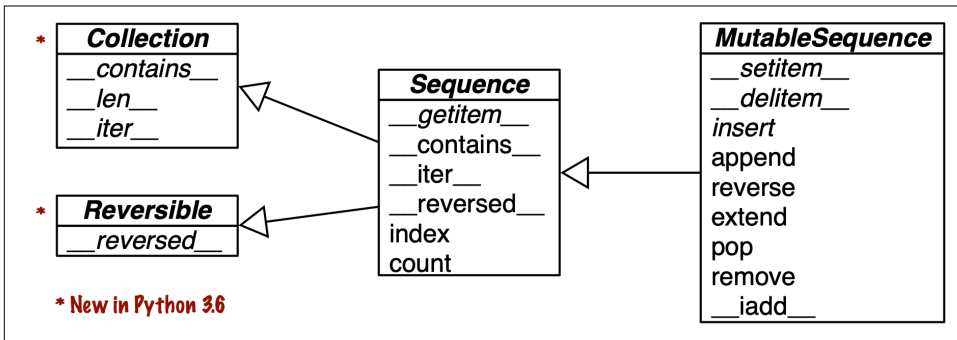 *
Collection
__contains__
__len__
__iter__
*
Reversible
__reversed__
* New in Python 3.6
Sequence
__getitem__
__contains__
__iter__
__reversed__
index
count
MutableSequence
__setitem__
__delitem__
insert
append
reverse
extend
pop
remove
__iadd__